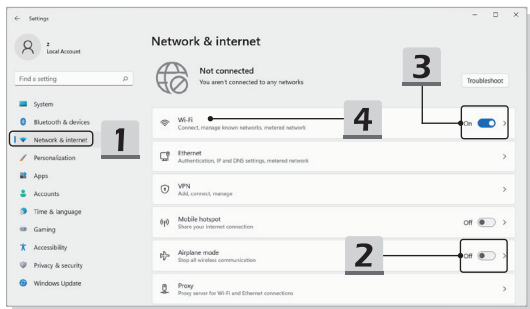 Settings
z
Local Account
Find a setting
System
Bluetooth & devices
Network & internet
Personalization
Apps
Accounts
Time & language
Gaming
Accessibility
Privacy & security
Windows Update
1
Network & internet
Not connected
You aren't connected to any networks
Troubleshoot
3
Wi-Fi
Connect, manage known networks, metered network
4
On
Ethernet
Authentication, IP and DNS settings, metered network
VPN
Add, connect, manage
Mobile hotspot
Share your internet connection
Off
Airplane mode
Stop all wireless communication
2
Off
Proxy
Proxy server for Wi-Fi and Ethernet connections